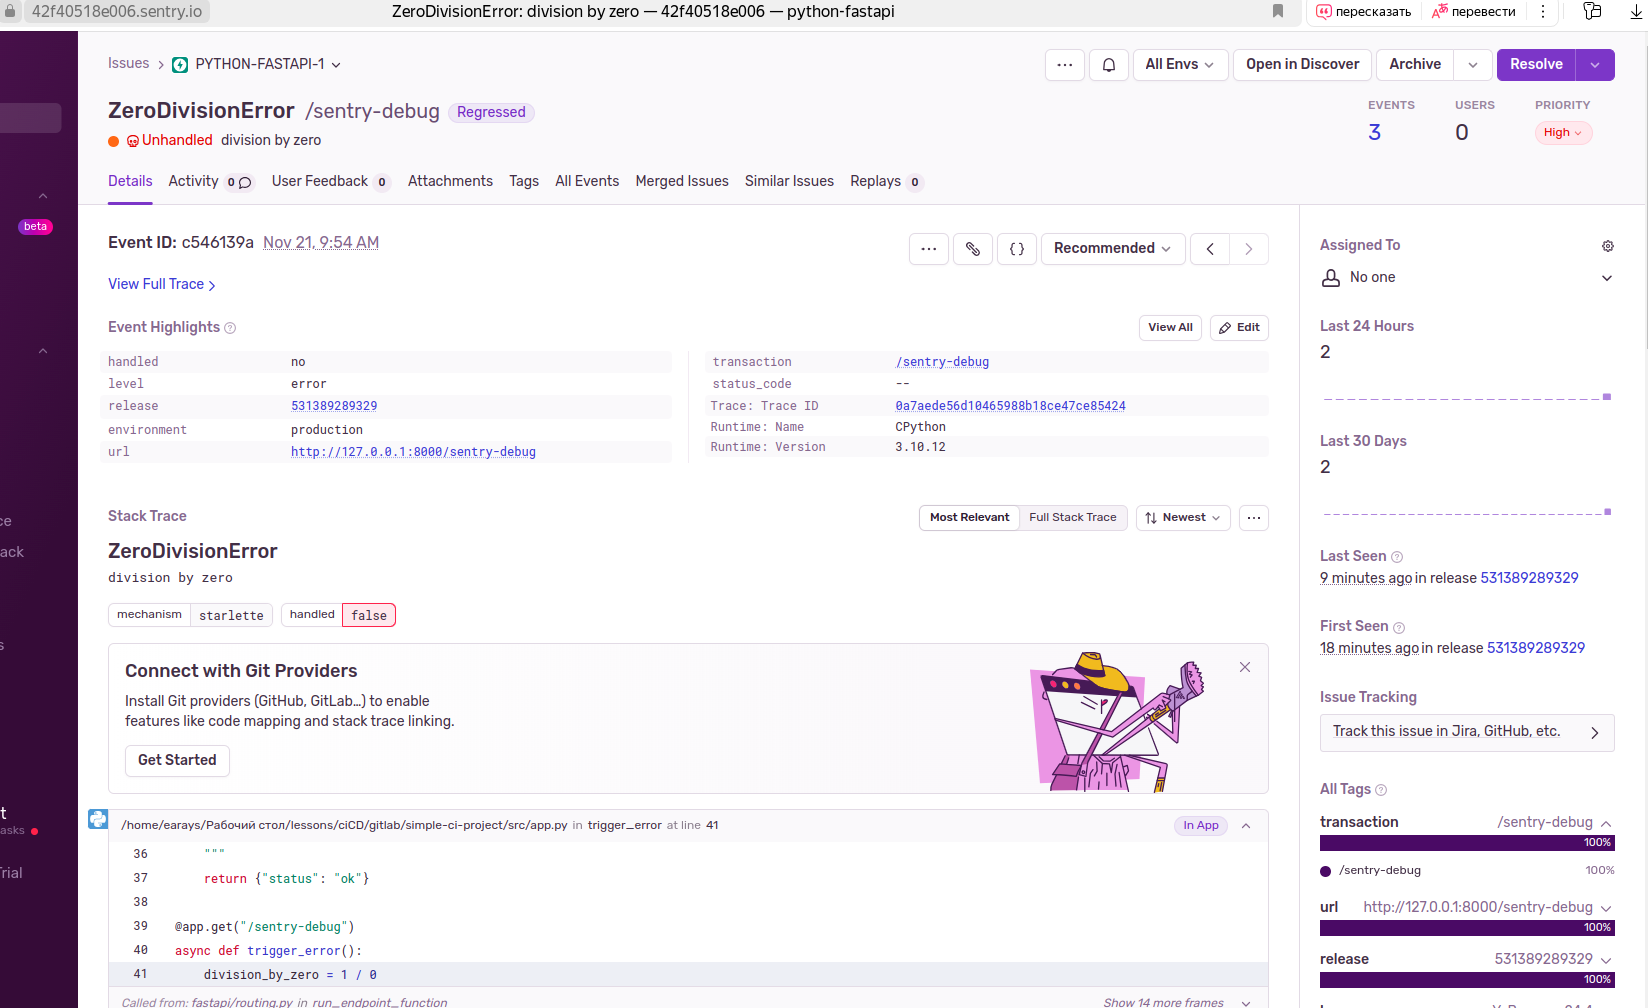 42f40518e006.sentry.io
ZeroDivisionError: division by zero — 42f40518e006 — python-fastapi
пересказать
перевести
Issues > PYTHON-FASTAPI-1
All Envs
Open in Discover
Archive
Resolve
ZeroDivisionError /sentry-debug Regressed
Unhandled division by zero
EVENTS USERS PRIORITY
3 0 High
Details Activity 0 User Feedback 0 Attachments Tags All Events Merged Issues Similar Issues Replays 0
beta
Event ID: c546139a Nov 21, 9:54 AM
Recommended
View Full Trace >
Event Highlights
View All
Edit
handled no
level error
release 531389289329
environment production
url http://127.0.0.1:8000/sentry-debug
transaction /sentry-debug
status_code --
Trace: Trace ID 0a7aede56d10465988b18ce47ce85424
Runtime: Name CPython
Runtime: Version 3.10.12
Stack Trace
Most Relevant Full Stack Trace Newest
ZeroDivisionError
division by zero
mechanism starlette handled false
Connect with Git Providers
Install Git providers (GitHub, GitLab…) to enable
features like code mapping and stack trace linking.
Get Started
/home/earays/Рабочий стол/lessons/ciCD/gitlab/simple-ci-project/src/app.py in trigger_error at line 41
In App
36 """
37 return {"status": "ok"}
38
39 @app.get("/sentry-debug")
40 async def trigger_error():
41 division_by_zero = 1 / 0
Called from: fastapi/routing.py in run_endpoint_function
Show 14 more frames
Assigned To
No one
Last 24 Hours
2
Last 30 Days
2
Last Seen
9 minutes ago in release 531389289329
First Seen
18 minutes ago in release 531389289329
Issue Tracking
Track this issue in Jira, GitHub, etc.
All Tags
transaction /sentry-debug
100%
/sentry-debug 100%
url http://127.0.0.1:8000/sentry-debug
100%
release 531389289329
100%
ce
ack
s
t
asks
rial